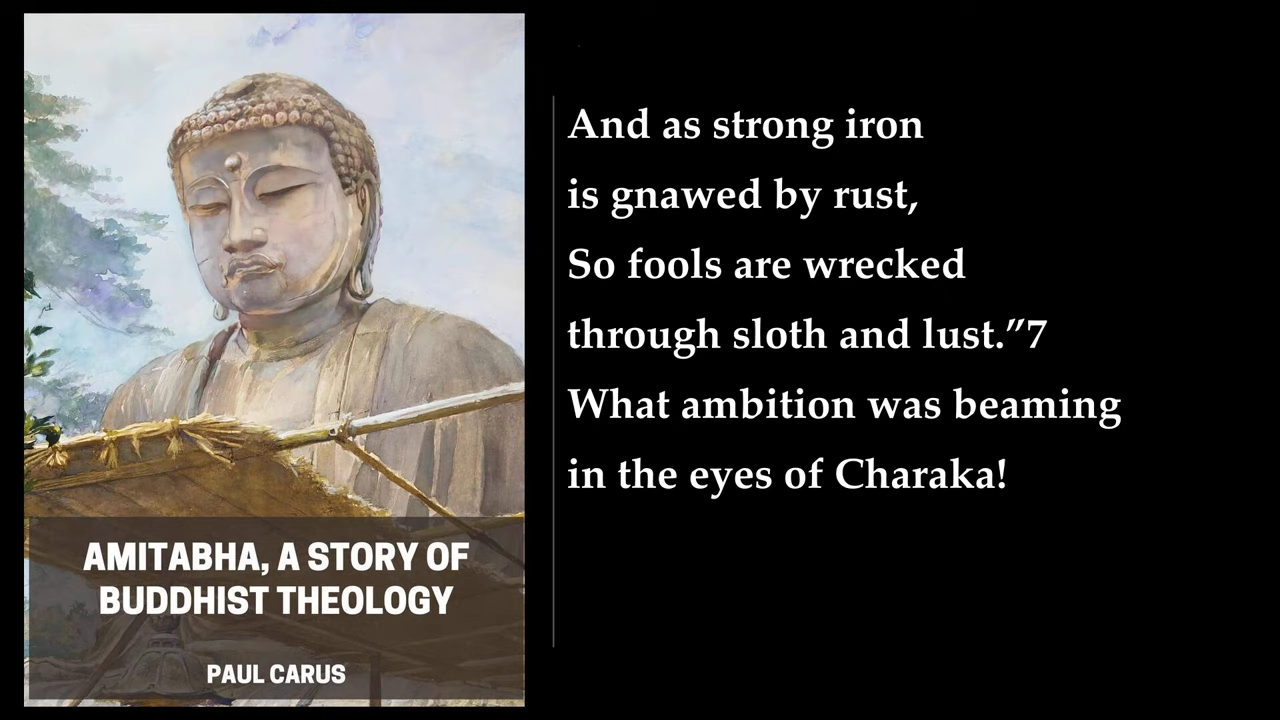 AMITABHA, A STORY OF
BUDDHIST THEOLOGY
PAUL CARUS
And as strong iron
is gnawed by rust,
So fools are wrecked
through sloth and lust.”7
What ambition was beaming
in the eyes of Charaka!